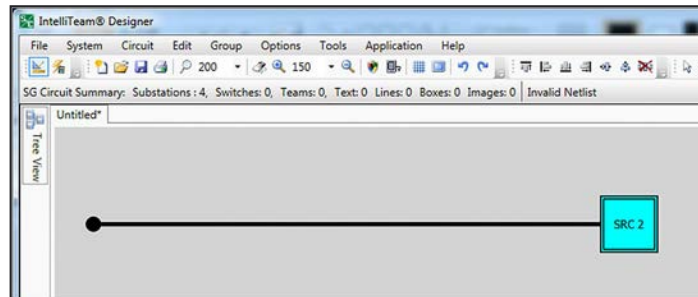 IntelliTeam® Designer
File System Circuit Edit Group Options Tools Application Help
200 150
SG Circuit Summary: Substations : 4, Switches: 0, Teams: 0, Text: 0 Lines: 0 Boxes: 0 Images: 0 Invalid Netlist
Untitled*
Tree View
SRC 2